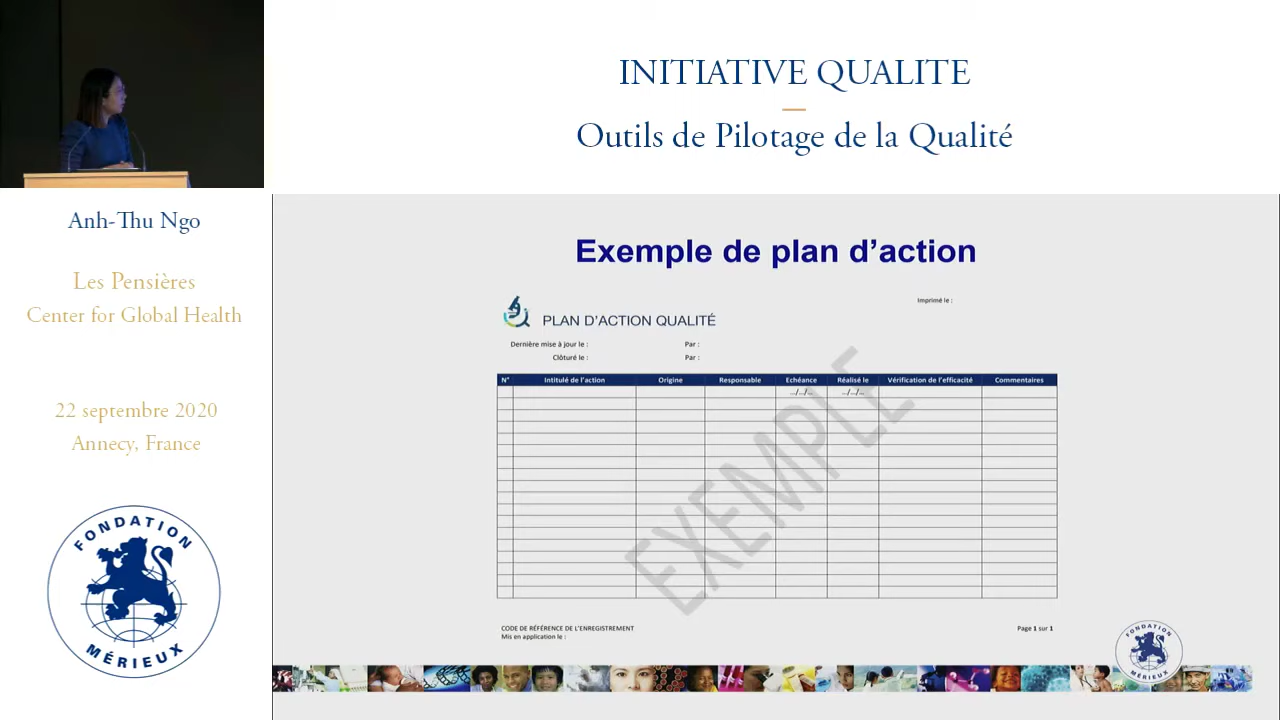 INITIATIVE QUALITE
Outils de Pilotage de la Qualité
Anh-Thu Ngo
Les Pensières
Center for Global Health
22 septembre 2020
Annecy, France
FONDATION
MÉRIEUX
Exemple de plan d’action
Imprimé le :
PLAN D’ACTION QUALITÉ
Dernière mise à jour le : Par :
Clôturé le : Par :
N° Intitulé de l’action Origine Responsable Echéance Réalisé le Vérification de l’efficacité Commentaires
.../.../... .../.../...
EXEMPLE
CODE DE RÉFÉRENCE DE L’ENREGISTREMENT
Mis en application le :
Page 1 sur 1
FONDATION
MÉRIEUX